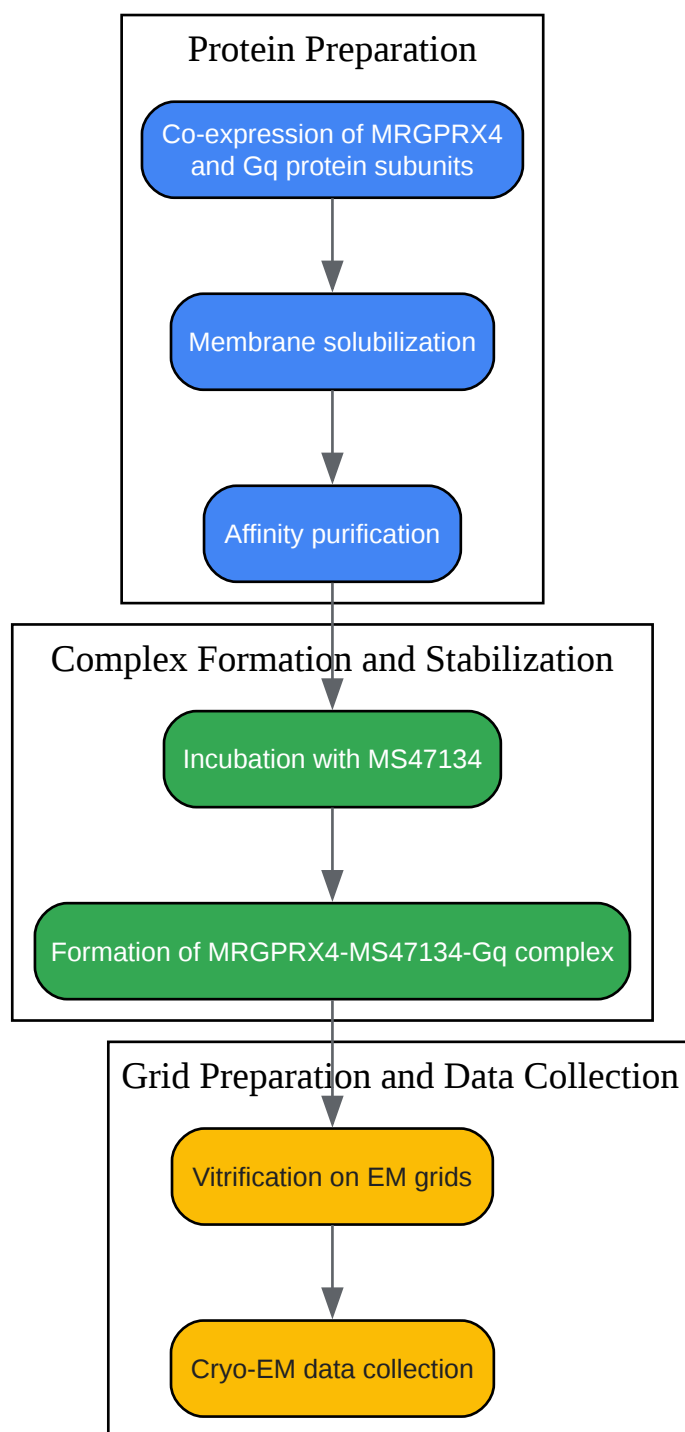 Protein Preparation
Co-expression of MRGPRX4
and Gq protein subunits
Membrane solubilization
Affinity purification
Complex Formation and Stabilization
Incubation with MS47134
Formation of MRGPRX4-MS47134-Gq complex
Grid Preparation and Data Collection
Vitrification on EM grids
Cryo-EM data collection